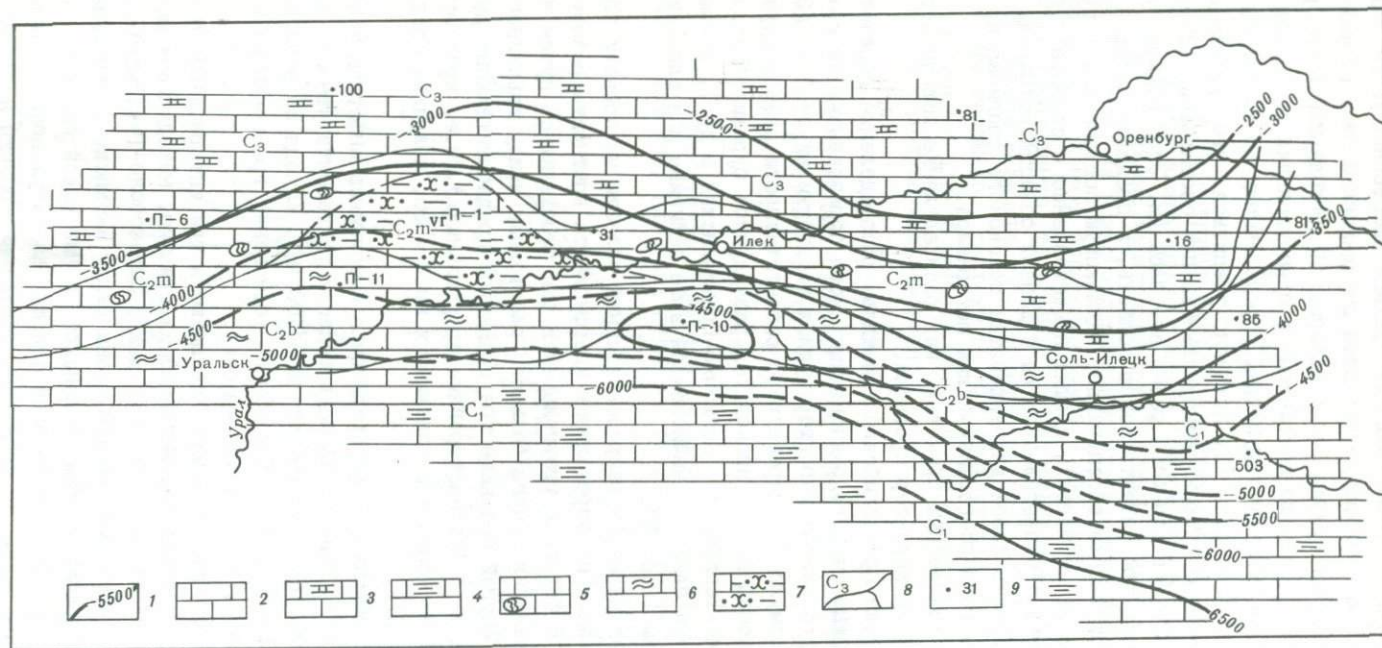 100
C₃
-3000
C₃
-2500
81
C₃
Оренбург
-2500
-3000
C₃
П-6
П-1
C₂m vr
31
Илек
16
81
-3500
-3500
C₂m
-4000
П-11
C₂m
-4500
C₂b
4500
П-10
85
-4000
Уральск
-5000
Соль-Илецк
-4500
-6000
C₂b
C₁
C₁
Урал
503
-5000
-5500
C₁
-6000
6500
-5500 1
2
3
4
5
6
7
C₃ 8
31 9